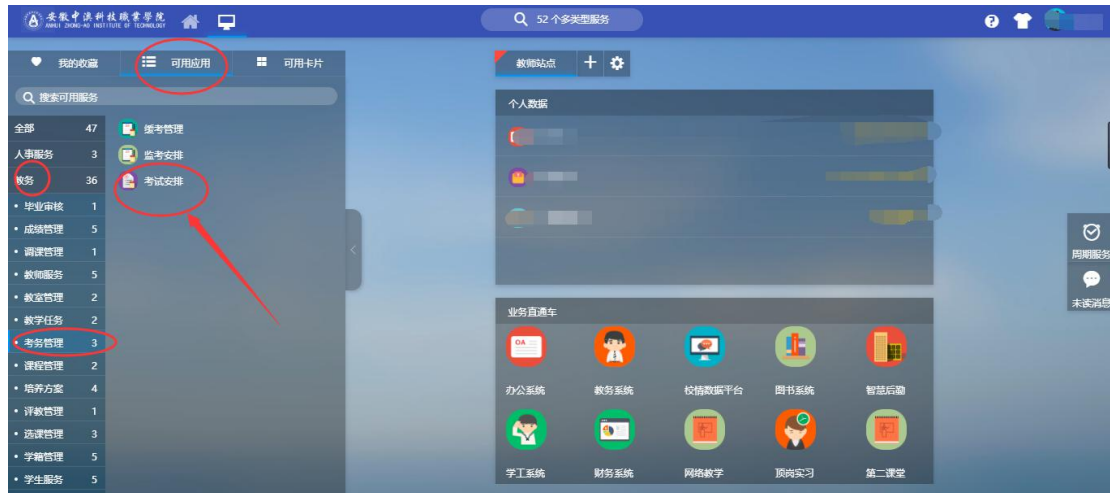 安徽中澳科技職業學院
ANHUI ZHONG-AO INSTITUTE OF TECHNOLOGY
52 个多类型服务
我的收藏
可用应用
可用卡片
搜索可用服务
全部 47
人事服务 3
教务 36
• 毕业审核 1
• 成绩管理 5
• 调课管理 1
• 教师服务 5
• 教室管理 2
• 教学任务 2
• 考务管理 3
• 课程管理 2
• 培养方案 4
• 评教管理 1
• 选课管理 3
• 学籍管理 5
• 学生服务 5
缓考管理
监考安排
考试安排
教师站点
个人数据
业务直通车
OA
办公系统
教务系统
校情数据平台
图书系统
智慧后勤
学工系统
财务系统
网络教学
顶岗实习
第二课堂
周期服务
未读消息